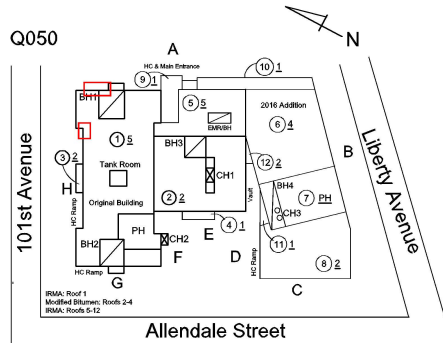 Q050
A
N
HC & Main Entrance
9 1
10 1
BH1
5 5
2016 Addition
EMR/BH
6 4
1 5
BH3
B
3 2
Tank Room
12 2
H
CH1
BH4
7 PH
HC Ramp
Original Building
2 2
Vault
CH3
PH
4 1
E
11 1
BH2
CH2
F
D
HC Ramp
8 2
HC Ramp
G
C
IRMA: Roof 1
Modified Bitumen: Roofs 2-4
IRMA: Roofs 5-12
101st Avenue
Liberty Avenue
Allendale Street